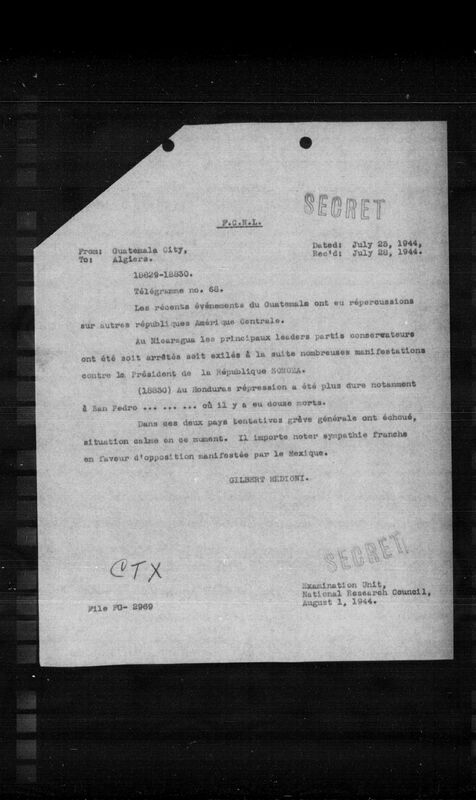 SECRET
F.C.N.L.
From: Guatemala City, Dated: July 25, 1944,
To: Algiers. Rec'd: July 28, 1944.
18829-18830.
Télégramme no. 68.
Les récents événements du Guatemala ont eu répercussions
sur autres républiques Amérique Centrale.
Au Nicaragua les principaux leaders partis conservateurs
ont été soit arrêtés soit exilés à la suite nombreuses manifestations
contre le Président de la République SOMOZA.
(18830) Au Honduras répression a été plus dure notamment
à San Pedro ... ... ... où il y a eu douze morts.
Dans ces deux pays tentatives grève générale ont échoué,
situation calme en ce moment. Il importe noter sympathie franche
en faveur d'opposition manifestée par le Mexique.
GILBERT MEDIONI.
SECRET.
CTX
Examination Unit,
National Research Council,
August 1, 1944.
File FG- 2969